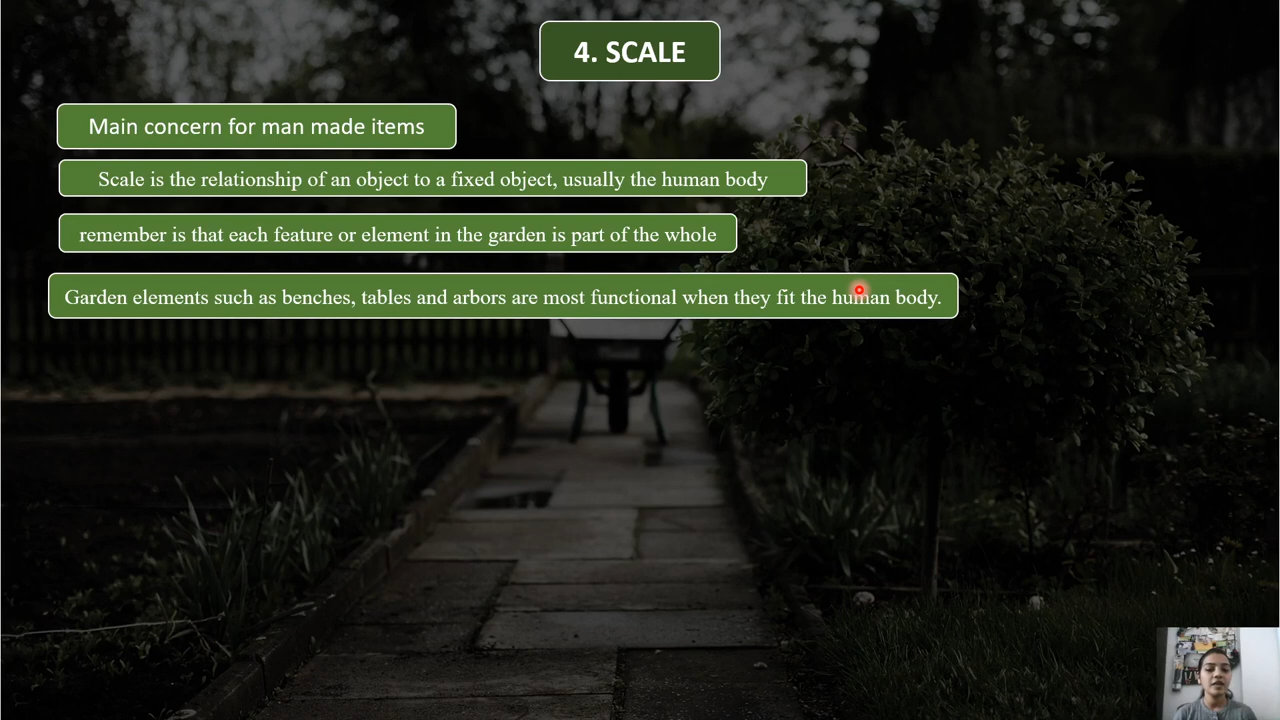 4. SCALE
Main concern for man made items
Scale is the relationship of an object to a fixed object, usually the human body
remember is that each feature or element in the garden is part of the whole
Garden elements such as benches, tables and arbors are most functional when they fit the human body.